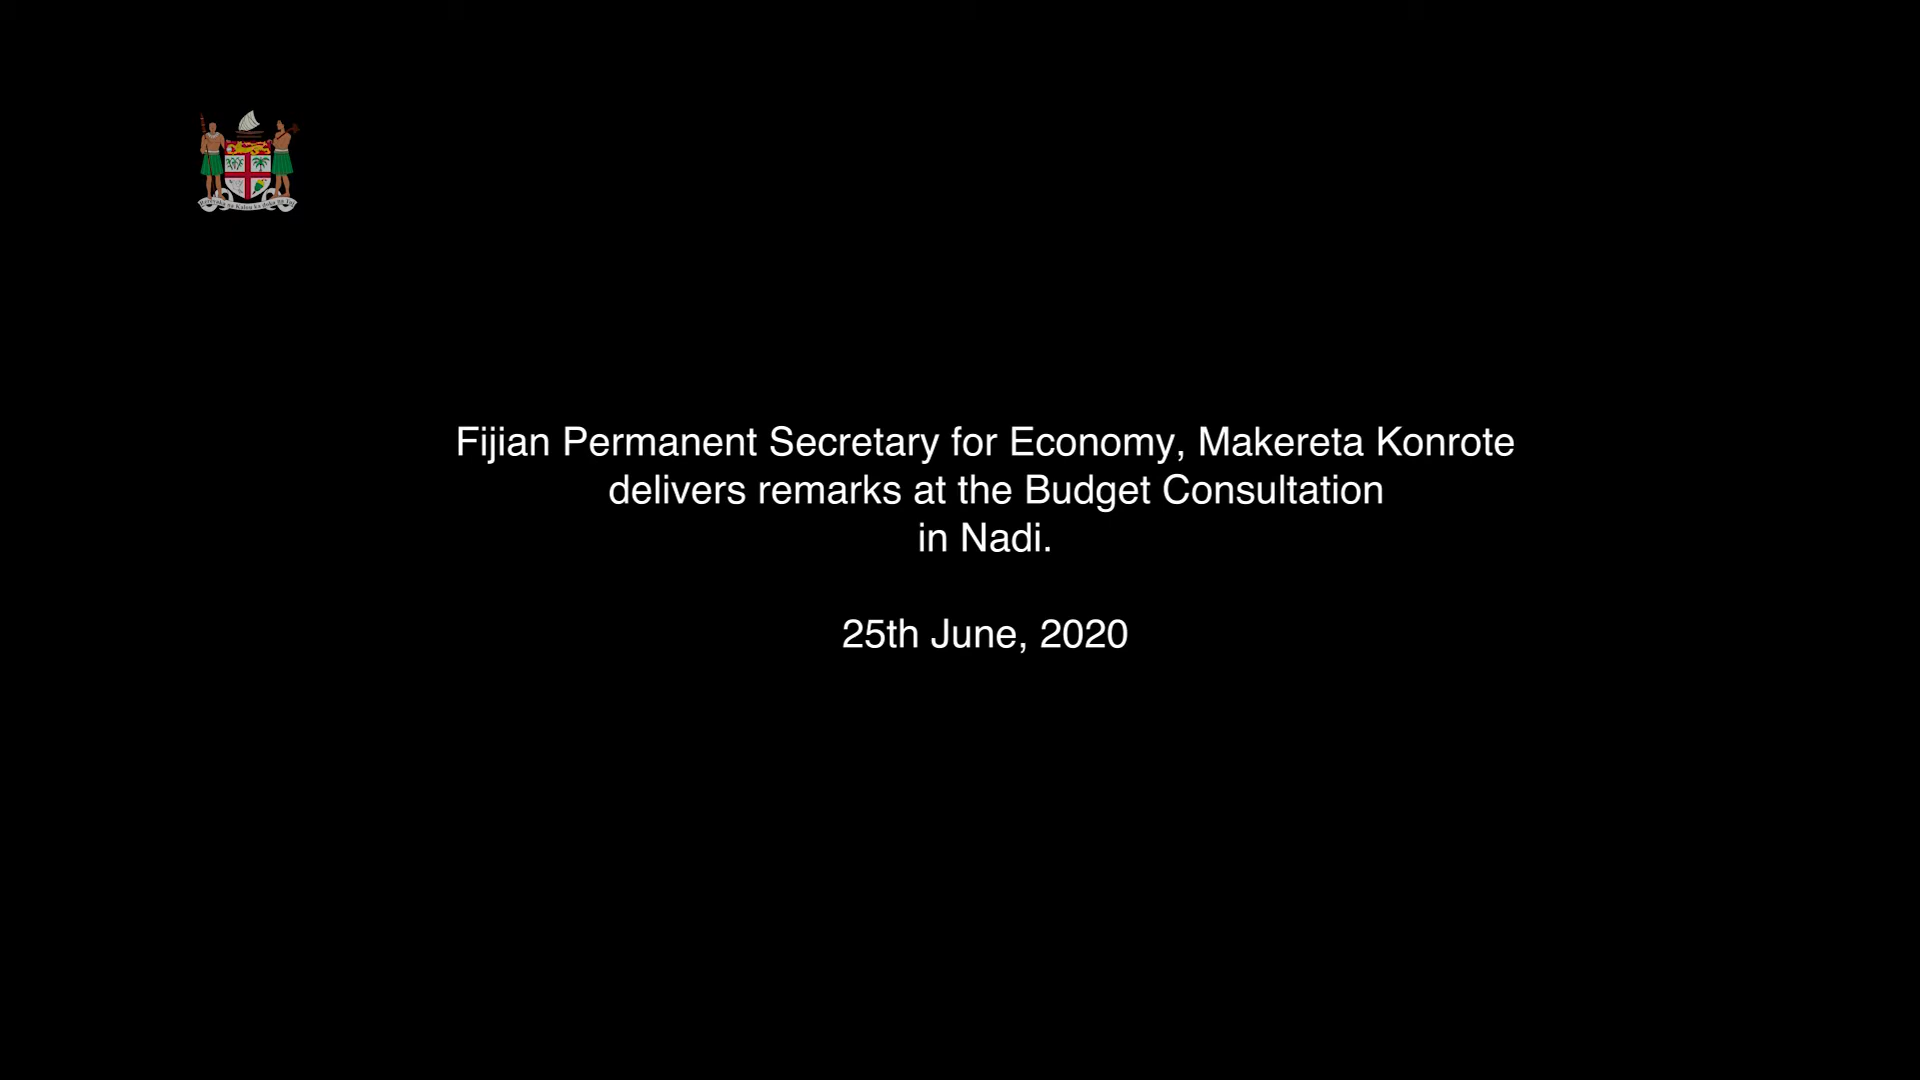 Fijian Permanent Secretary for Economy, Makereta Konrote
delivers remarks at the Budget Consultation
in Nadi.
25th June, 2020